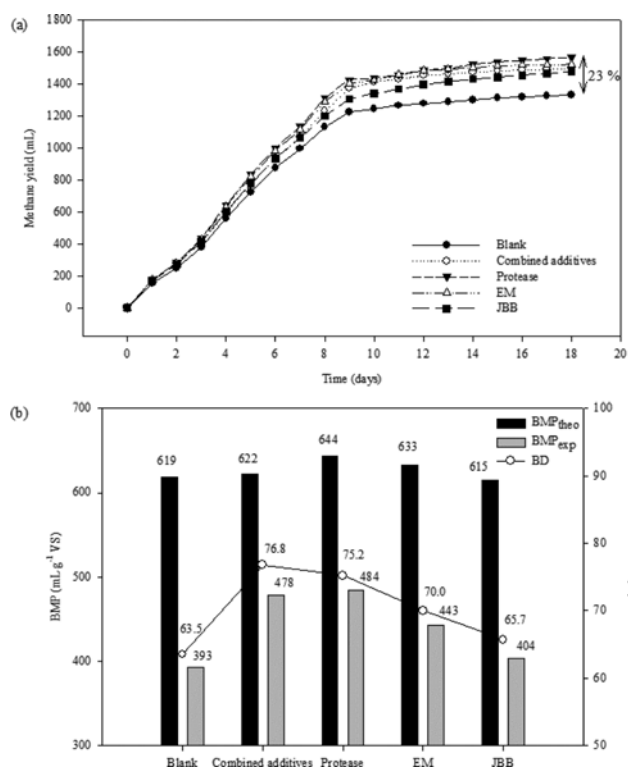 (a)
1800
1600
1400
1200
1000
800
600
400
200
0
Methane yield (mL)
23 %
Blank
Combined additives
Protease
EM
JBB
0 2 4 6 8 10 12 14 16 18 20
Time (days)
(b)
700
600
500
400
300
BMP (mL g-1 VS)
100
90
80
70
60
50
BMPtheo
BMPexp
BD
619 622 644 633 615
76.8 75.2 70.0 65.7
63.5
478 484 443 404
393
Blank Combined additives Protease EM JBB